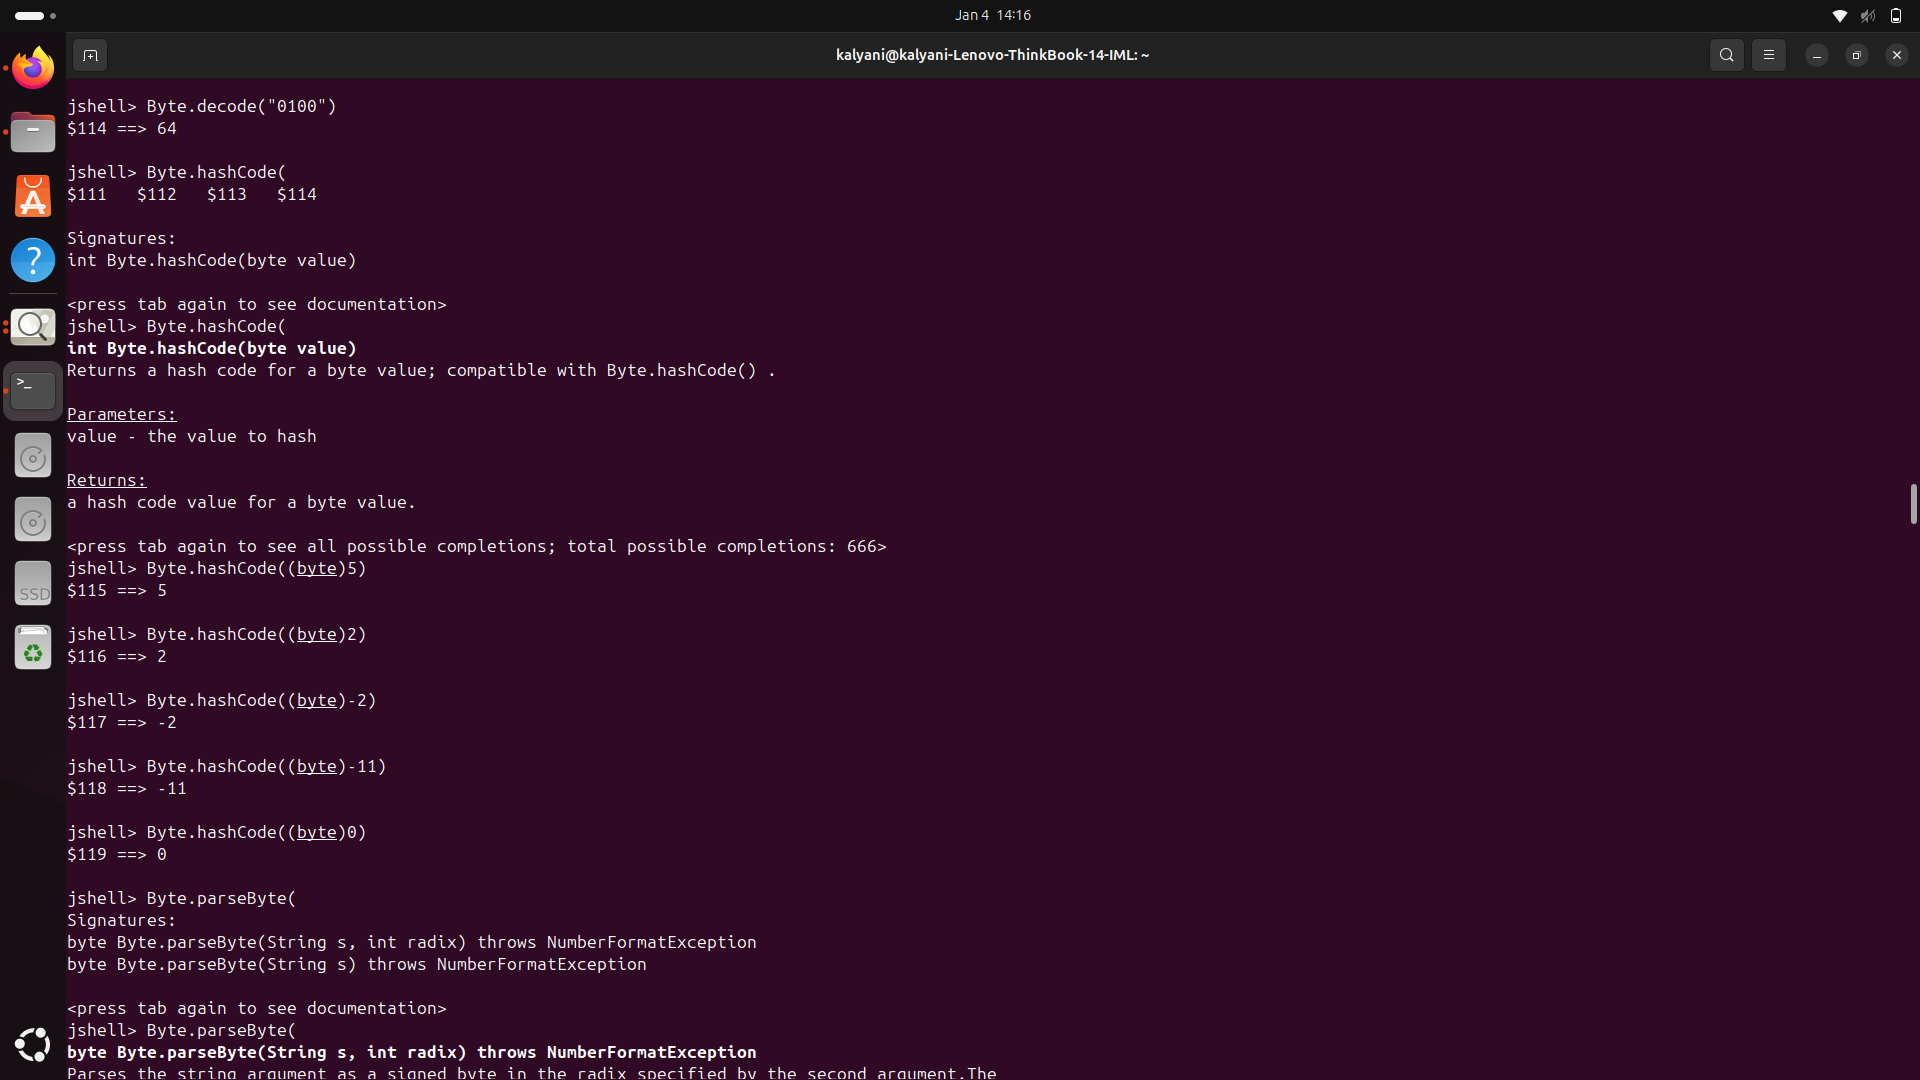 Jan 4 14:16
kalyani@kalyani-Lenovo-ThinkBook-14-IML: ~
jshell> Byte.decode("0100")
$114 ==> 64
jshell> Byte.hashCode(
$111 $112 $113 $114
Signatures:
int Byte.hashCode(byte value)
<press tab again to see documentation>
jshell> Byte.hashCode(
int Byte.hashCode(byte value)
Returns a hash code for a byte value; compatible with Byte.hashCode() .
Parameters:
value - the value to hash
Returns:
a hash code value for a byte value.
<press tab again to see all possible completions; total possible completions: 666>
jshell> Byte.hashCode((byte)5)
$115 ==> 5
jshell> Byte.hashCode((byte)2)
$116 ==> 2
jshell> Byte.hashCode((byte)-2)
$117 ==> -2
jshell> Byte.hashCode((byte)-11)
$118 ==> -11
jshell> Byte.hashCode((byte)0)
$119 ==> 0
jshell> Byte.parseByte(
Signatures:
byte Byte.parseByte(String s, int radix) throws NumberFormatException
byte Byte.parseByte(String s) throws NumberFormatException
<press tab again to see documentation>
jshell> Byte.parseByte(
byte Byte.parseByte(String s, int radix) throws NumberFormatException
Parses the string argument as a signed byte in the radix specified by the second argument.The
SSD